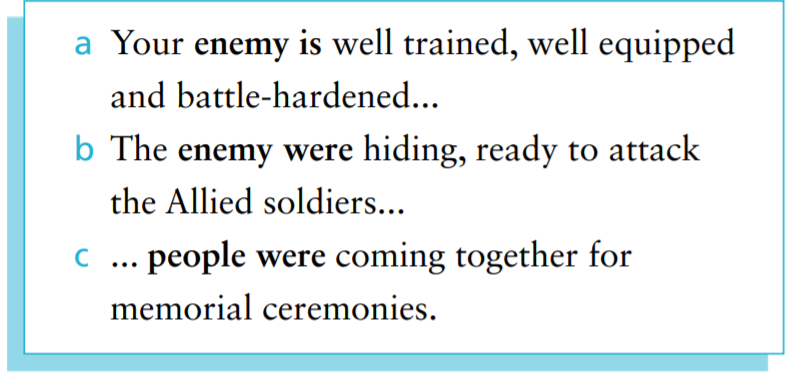 a Your enemy is well trained, well equipped
and battle-hardened...
b The enemy were hiding, ready to attack
the Allied soldiers...
c ... people were coming together for
memorial ceremonies.